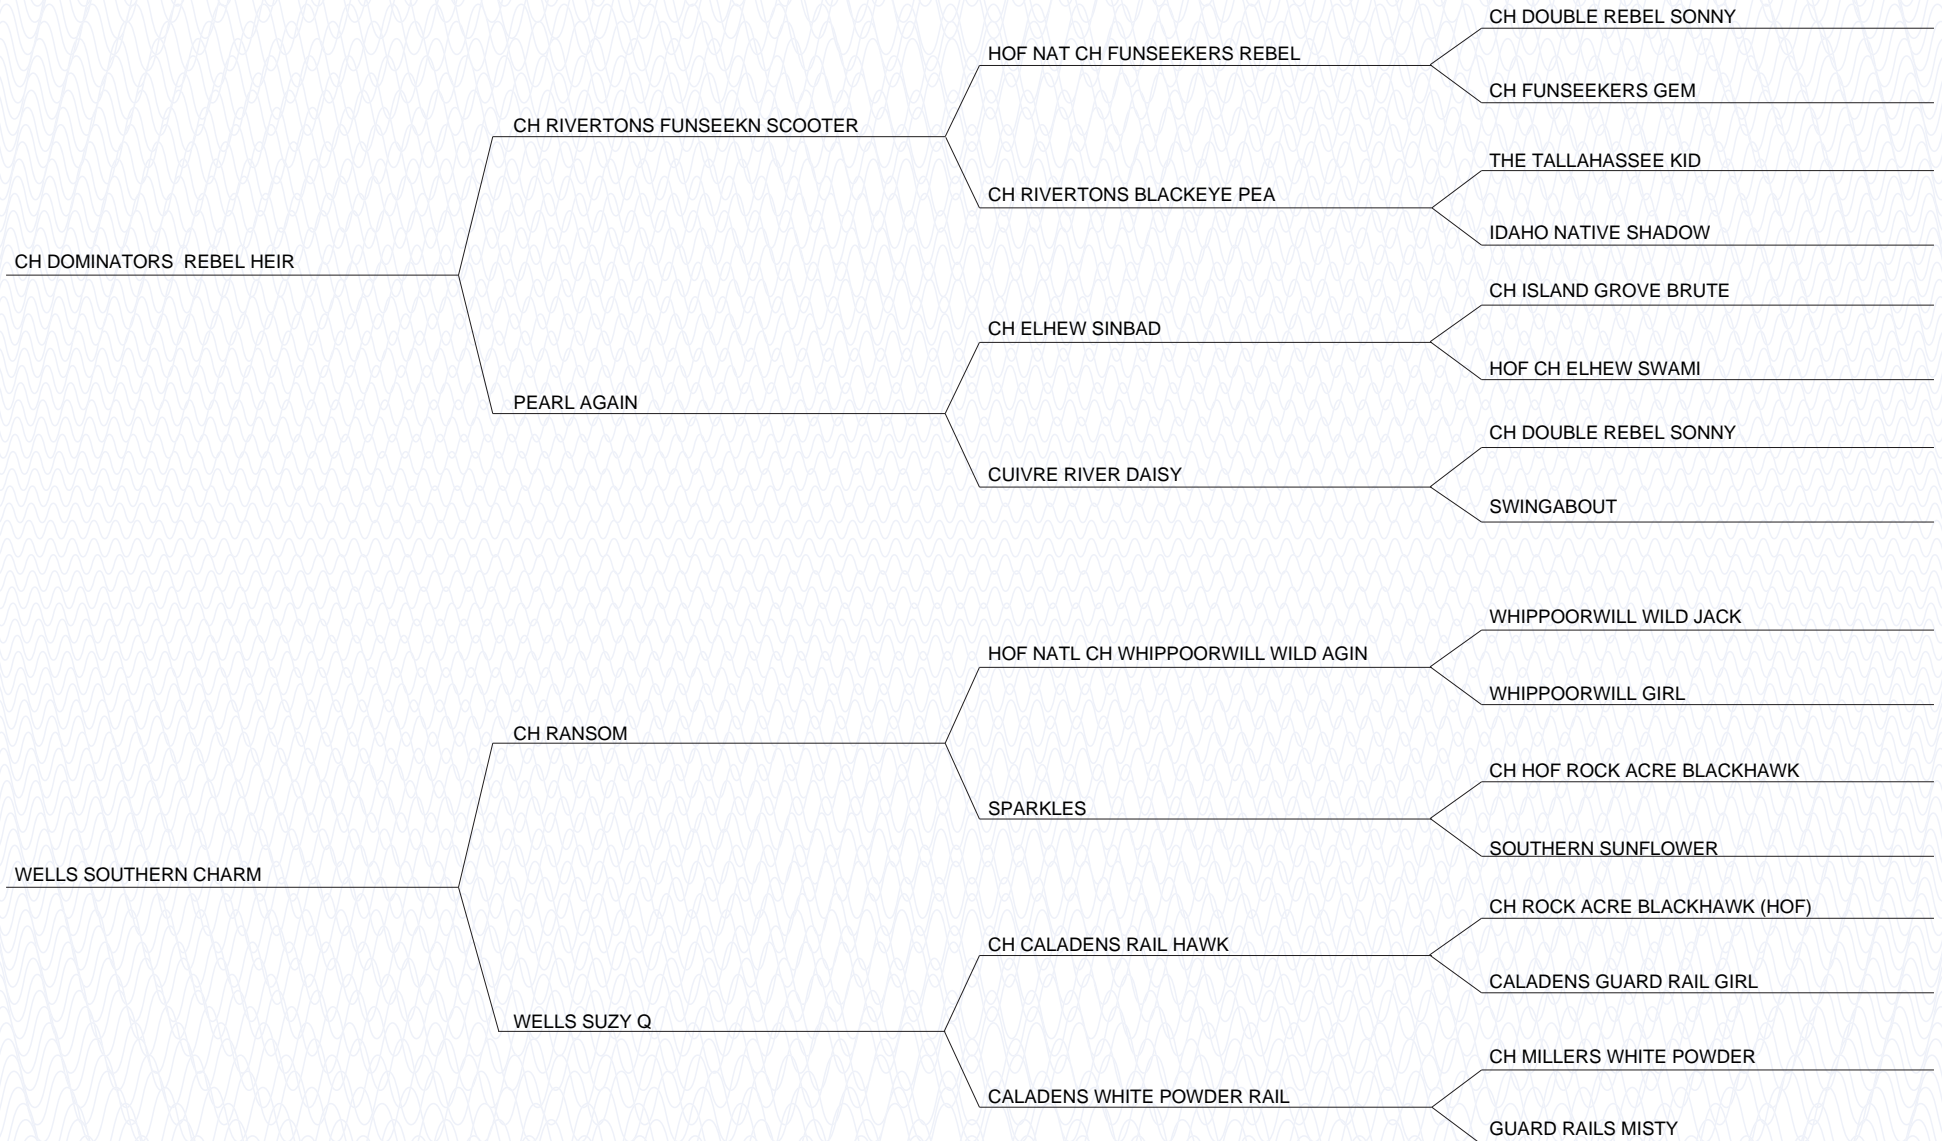 CH DOUBLE REBEL SONNY
HOF NAT CH FUNSEEKERS REBEL
CH FUNSEEKERS GEM
CH RIVERTONS FUNSEEKN SCOOTER
THE TALLAHASSEE KID
CH RIVERTONS BLACKEYE PEA
IDAHO NATIVE SHADOW
CH DOMINATORS  REBEL HEIR
CH ISLAND GROVE BRUTE
CH ELHEW SINBAD
HOF CH ELHEW SWAMI
PEARL AGAIN
CH DOUBLE REBEL SONNY
CUIVRE RIVER DAISY
SWINGABOUT
WHIPPOORWILL WILD JACK
HOF NATL CH WHIPPOORWILL WILD AGIN
WHIPPOORWILL GIRL
CH RANSOM
CH HOF ROCK ACRE BLACKHAWK
SPARKLES
SOUTHERN SUNFLOWER
WELLS SOUTHERN CHARM
CH ROCK ACRE BLACKHAWK (HOF)
CH CALADENS RAIL HAWK
CALADENS GUARD RAIL GIRL
WELLS SUZY Q
CH MILLERS WHITE POWDER
CALADENS WHITE POWDER RAIL
GUARD RAILS MISTY